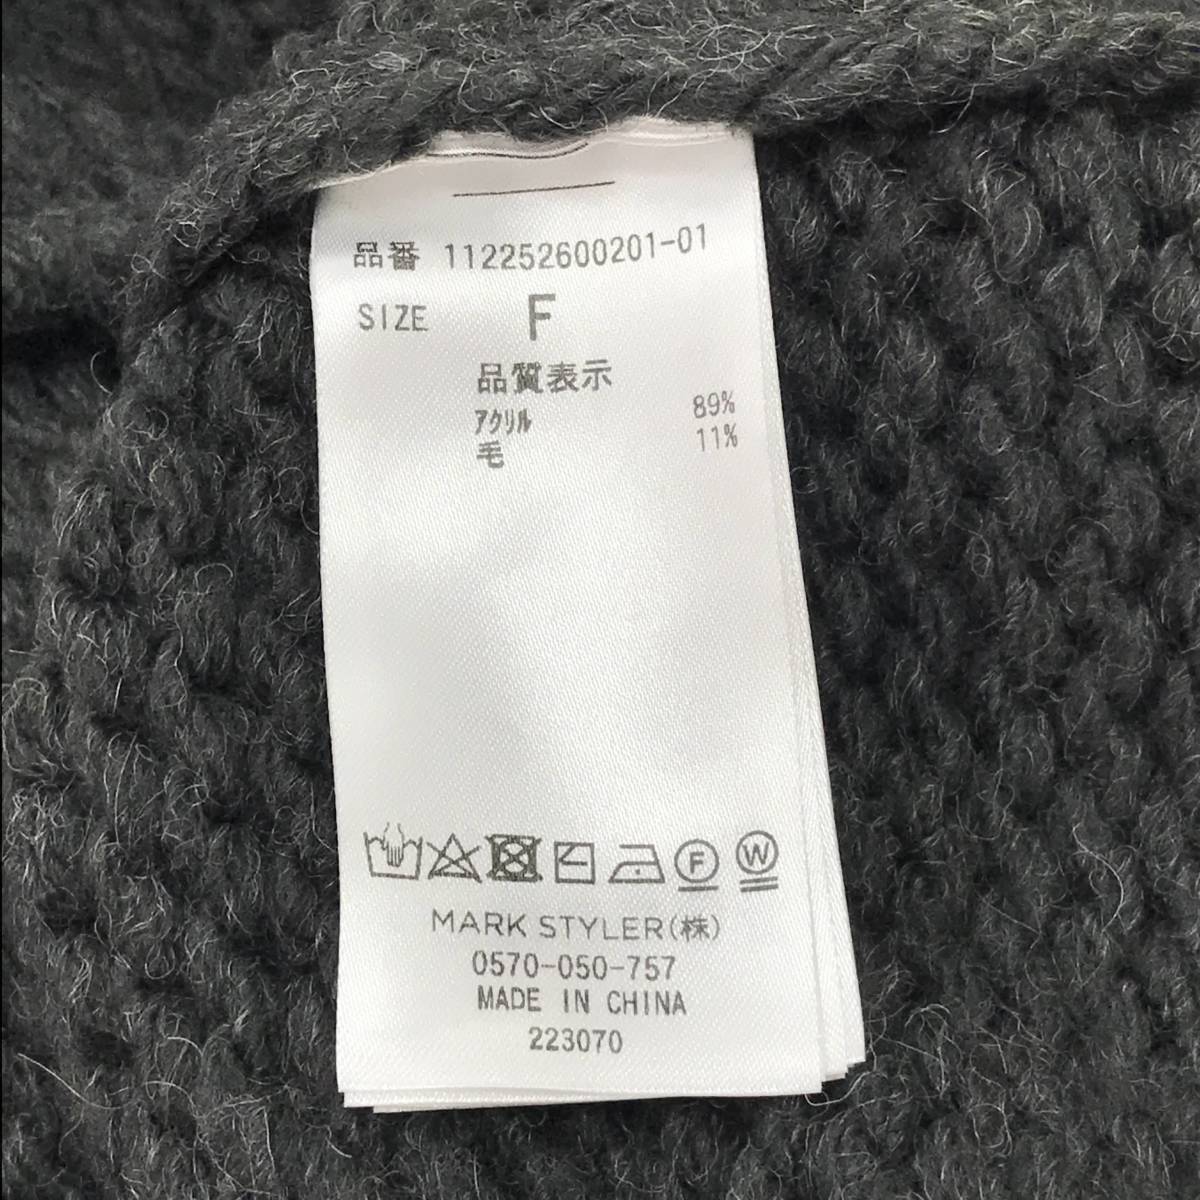 品番 112252600201-01
SIZE F
品質表示
アクリル 89%
毛 11%
F W
MARK STYLER(株)
0570-050-757
MADE IN CHINA
223070